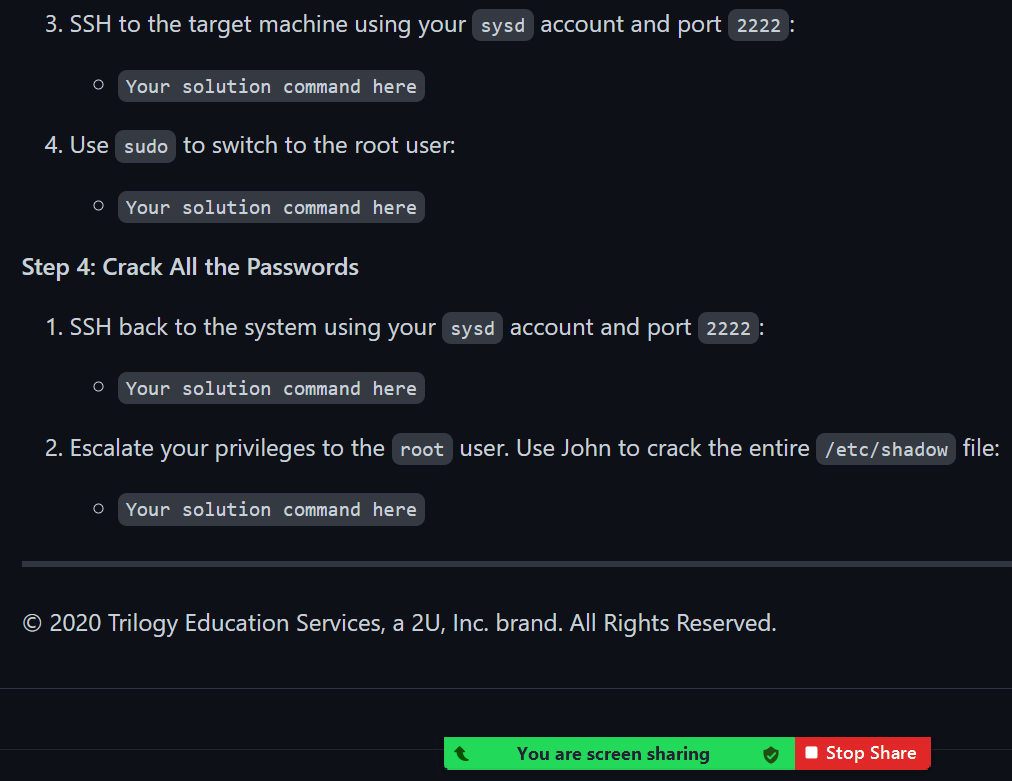 3. SSH to the target machine using your sysd account and port 2222:
Your solution command here
4. Use sudo to switch to the root user:
Your solution command here
Step 4: Crack All the Passwords
1. SSH back to the system using your sysd account and port 2222:
Your solution command here
2. Escalate your privileges to the root user. Use John to crack the entire /etc/shadow file:
Your solution command here
© 2020 Trilogy Education Services, a 2U, Inc. brand. All Rights Reserved.
You are screen sharing Stop Share